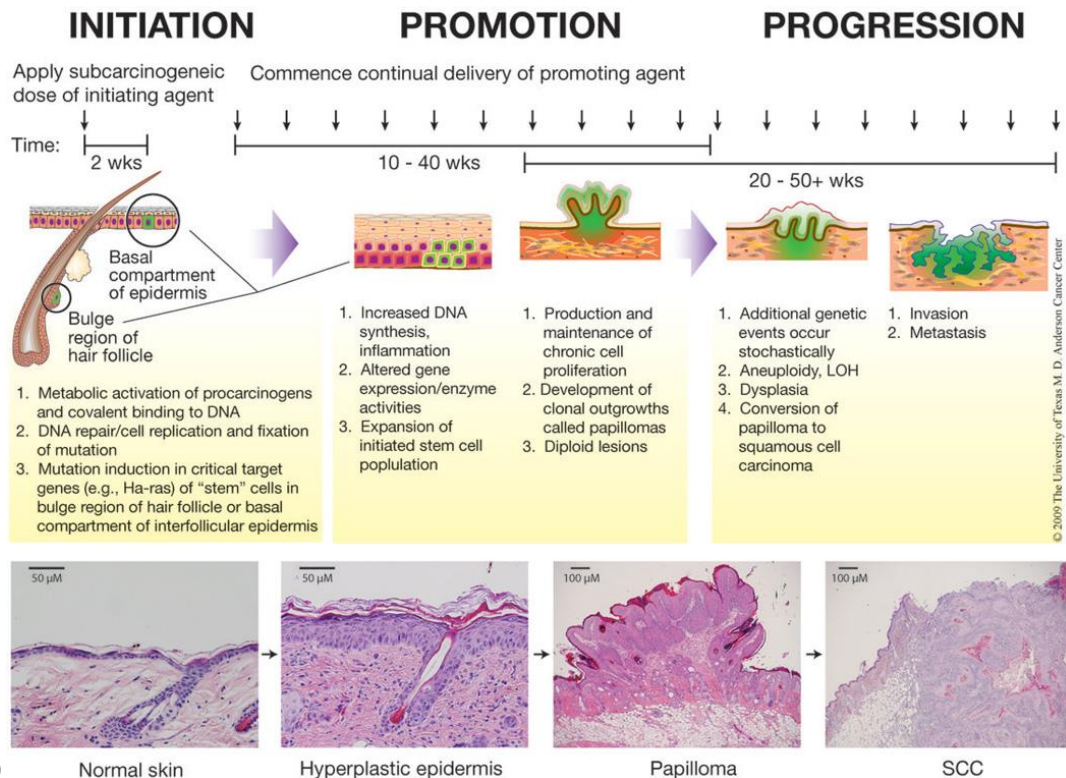 INITIATION
PROMOTION
PROGRESSION
Apply subcarcinogeneic
dose of initiating agent
Commence continual delivery of promoting agent
Time:
2 wks
10 - 40 wks
20 - 50+ wks
Basal
compartment
of epidermis
Bulge
region of
hair follicle
1. Metabolic activation of procarcinogens
and covalent binding to DNA
2. DNA repair/cell replication and fixation
of mutation
3. Mutation induction in critical target
genes (e.g., Ha-ras) of “stem” cells in
bulge region of hair follicle or basal
compartment of interfollicular epidermis
1. Increased DNA
synthesis,
inflammation
2. Altered gene
expression/enzyme
activities
3. Expansion of
initiated stem cell
poplulation
1. Production and
maintenance of
chronic cell
proliferation
2. Development of
clonal outgrowths
called papillomas
3. Diploid lesions
1. Additional genetic
events occur
stochastically
2. Aneuploidy, LOH
3. Dysplasia
4. Conversion of
papilloma to
squamous cell
carcinoma
1. Invasion
2. Metastasis
© 2009 The University of Texas M. D. Anderson Cancer Center
50 µM
50 µM
100 µM
100 µM
Normal skin
Hyperplastic epidermis
Papilloma
SCC